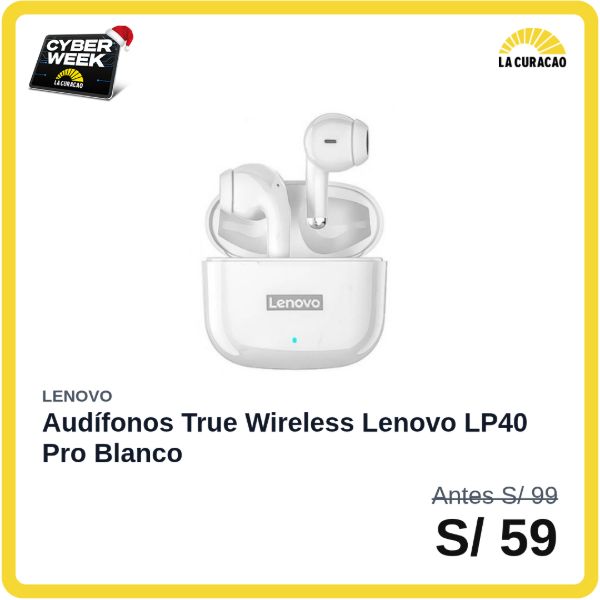 CYBER
WEEK
LA CURACAO
LA CURACAO
Lenovo
LENOVO
Audífonos True Wireless Lenovo LP40
Pro Blanco
Antes S/ 99
S/ 59